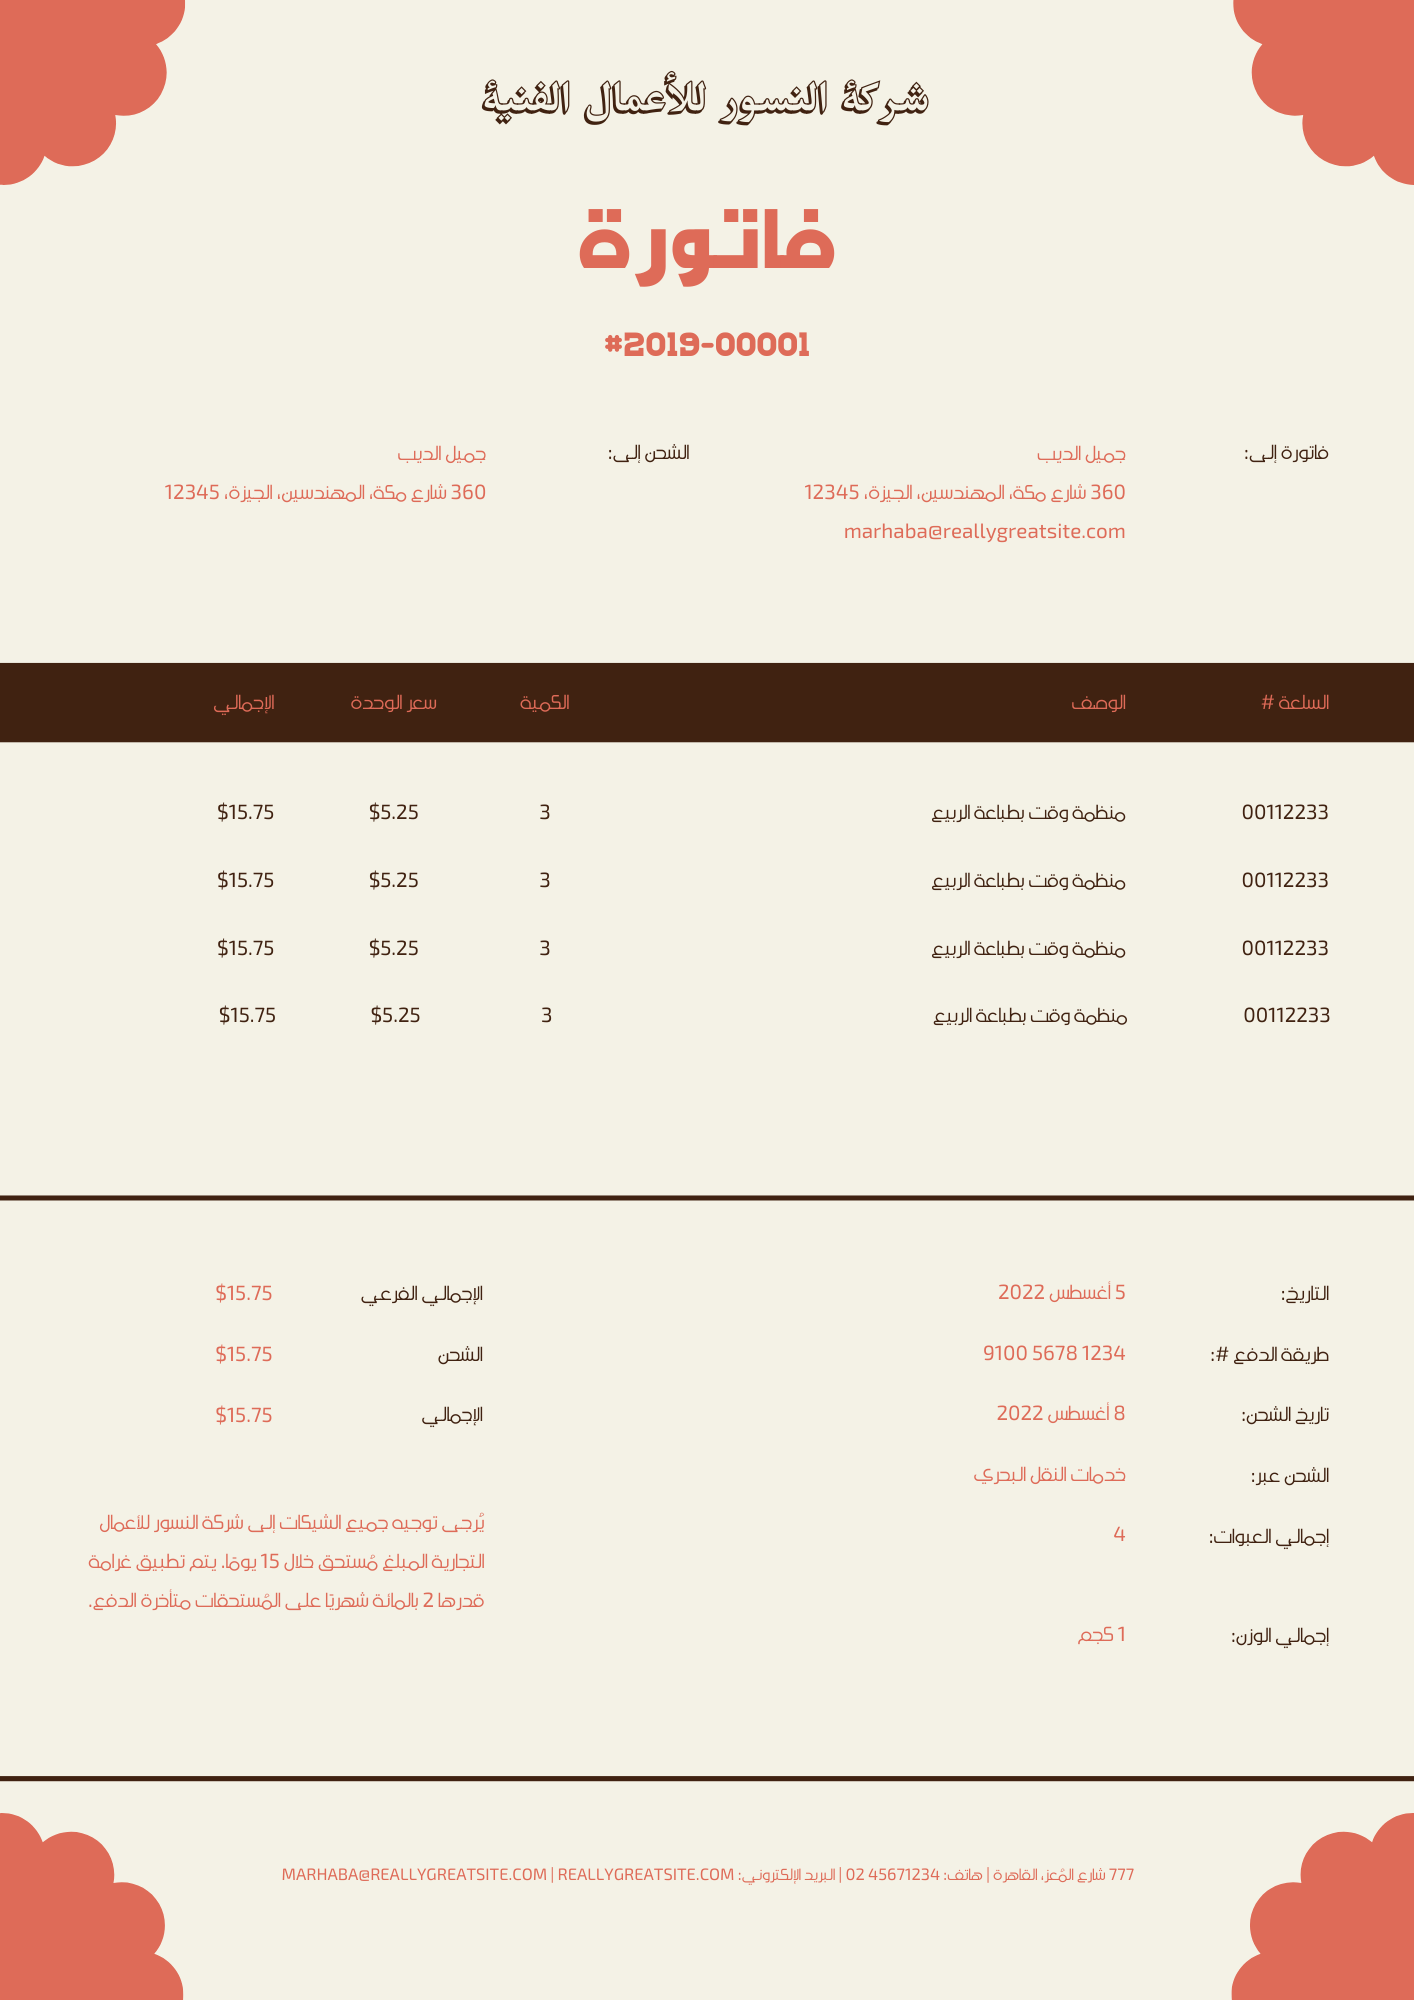 شركة النسور للأعمال الفنية
فاتورة
#2019-00001
فاتورة إلى:
جميل الديب
360 شارع مكة، المهندسين، الجيزة، 12345
marhaba@reallygreatsite.com
الشحن إلى:
جميل الديب
360 شارع مكة، المهندسين، الجيزة، 12345
السلعة # الوصف الكمية سعر الوحدة الإجمالي
00112233 منظمة وقت بطباعة الربيع 3 $5.25 $15.75
00112233 منظمة وقت بطباعة الربيع 3 $5.25 $15.75
00112233 منظمة وقت بطباعة الربيع 3 $5.25 $15.75
00112233 منظمة وقت بطباعة الربيع 3 $5.25 $15.75
التاريخ: 5 أغسطس 2022
طريقة الدفع #: 1234 5678 9100
تاريخ الشحن: 8 أغسطس 2022
الشحن عبر: خدمات النقل البحري
إجمالي العبوات: 4
إجمالي الوزن: 1 كجم
الإجمالي الفرعي $15.75
الشحن $15.75
الإجمالي $15.75
يُرجى توجيه جميع الشيكات إلى شركة النسور للأعمال
التجارية المبلغ مُستحق خلال 15 يومًا. يتم تطبيق غرامة
قدرها 2 بالمائة شهريًا على المُستحقات متأخرة الدفع.
777 شارع المُعز، القاهرة | هاتف: 45671234 02 | البريد الإلكتروني: MARHABA@REALLYGREATSITE.COM | REALLYGREATSITE.COM